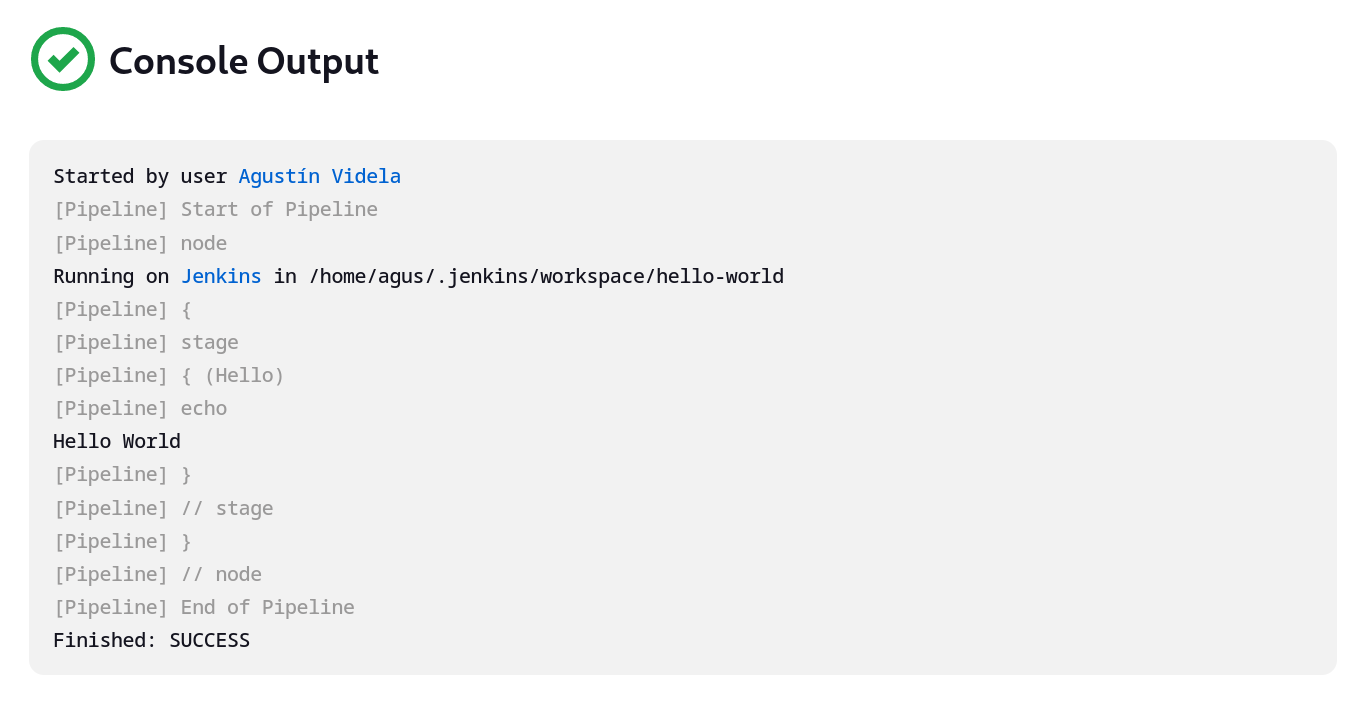 Console Output
Started by user Agustín Videla
[Pipeline] Start of Pipeline
[Pipeline] node
Running on Jenkins in /home/agus/.jenkins/workspace/hello-world
[Pipeline] {
[Pipeline] stage
[Pipeline] { (Hello)
[Pipeline] echo
Hello World
[Pipeline] }
[Pipeline] // stage
[Pipeline] }
[Pipeline] // node
[Pipeline] End of Pipeline
Finished: SUCCESS